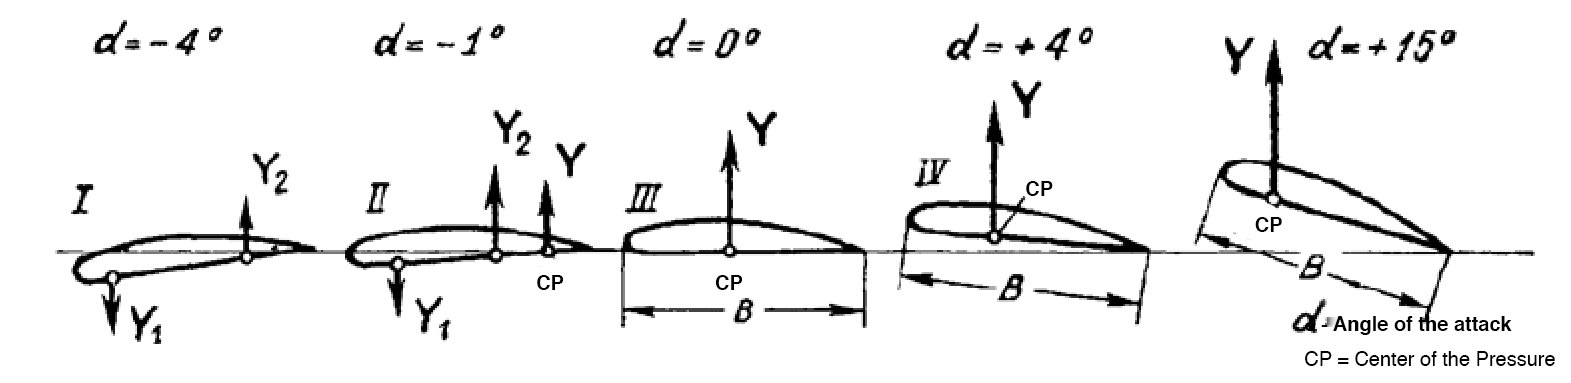 d=-4° d=-1° d=0° d=+4° d=+15°
I Y₂ Y₁
II Y₂ Y Y₁ CP
III Y CP B
IV Y CP B
Y CP B
d-Angle of the attack
CP = Center of the Pressure